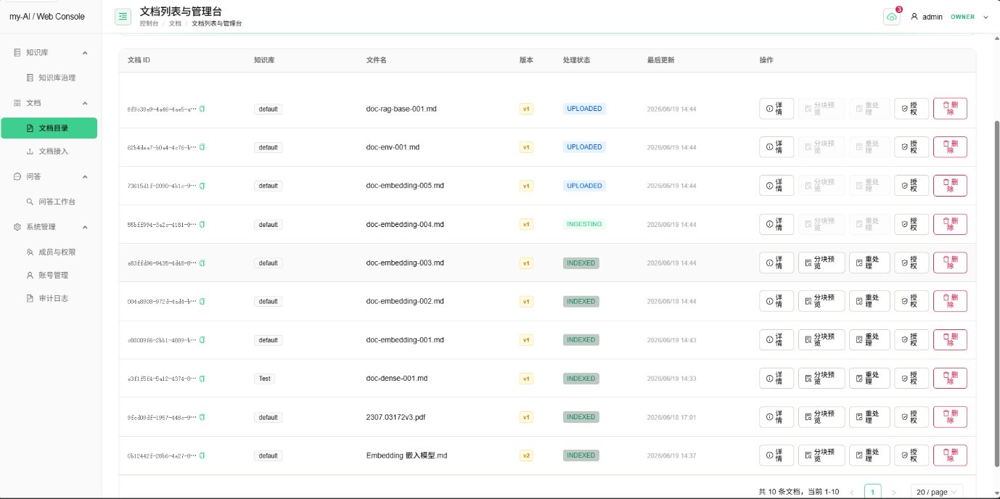 my-AI / Web Console
文档列表与管理台
控制台 / 文档 / 文档列表与管理台
3
admin OWNER
知识库
知识库治理
文档
文档目录
文档接入
问答
问答工作台
系统管理
成员与权限
账号管理
审计日志
文档 ID 知识库 文件名 版本 处理状态 最后更新 操作
8f9c39e9-4a46-4ae5-a··· default doc-rag-base-001.md v1 UPLOADED 2026/06/19 14:44 详情 分块预览 重处理 授权 删除
62b4dea7-b0a4-4c76-b··· default doc-env-001.md v1 UPLOADED 2026/06/19 14:44 详情 分块预览 重处理 授权 删除
73615d1f-2090-4b1c-9··· default doc-embedding-005.md v1 UPLOADED 2026/06/19 14:44 详情 分块预览 重处理 授权 删除
55bff994-3e2c-4181-9··· default doc-embedding-004.md v1 INGESTING 2026/06/19 14:44 详情 分块预览 重处理 授权 删除
e83ffd96-9435-4d48-8··· default doc-embedding-003.md v1 INDEXED 2026/06/19 14:44 详情 分块预览 重处理 授权 删除
004a8908-972d-4ad4-b··· default doc-embedding-002.md v1 INDEXED 2026/06/19 14:44 详情 分块预览 重处理 授权 删除
c88089f6-2bb1-4889-b··· default doc-embedding-001.md v1 INDEXED 2026/06/19 14:43 详情 分块预览 重处理 授权 删除
e3f1f5f4-5a12-4374-8··· Test doc-dense-001.md v1 INDEXED 2026/06/19 14:33 详情 分块预览 重处理 授权 删除
9fcd09df-1957-448c-9··· default 2307.03172v3.pdf v1 INDEXED 2026/06/18 17:01 详情 分块预览 重处理 授权 删除
0b12442f-28b6-4e27-8··· default Embedding 嵌入模型.md v2 INDEXED 2026/06/19 14:37 详情 分块预览 重处理 授权 删除
共 10 条文档，当前 1-10 < 1 > 20 / page